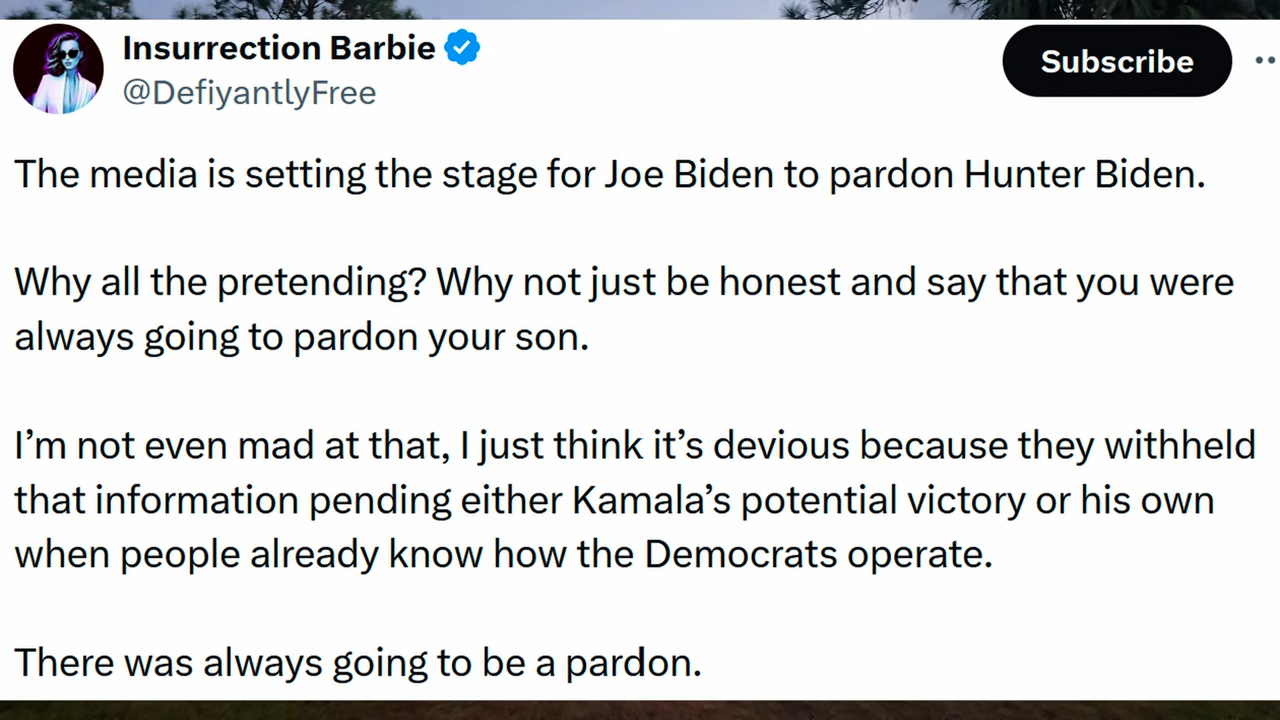 Insurrection Barbie
@DefiyantlyFree
Subscribe
The media is setting the stage for Joe Biden to pardon Hunter Biden.
Why all the pretending? Why not just be honest and say that you were
always going to pardon your son.
I’m not even mad at that, I just think it’s devious because they withheld
that information pending either Kamala’s potential victory or his own
when people already know how the Democrats operate.
There was always going to be a pardon.